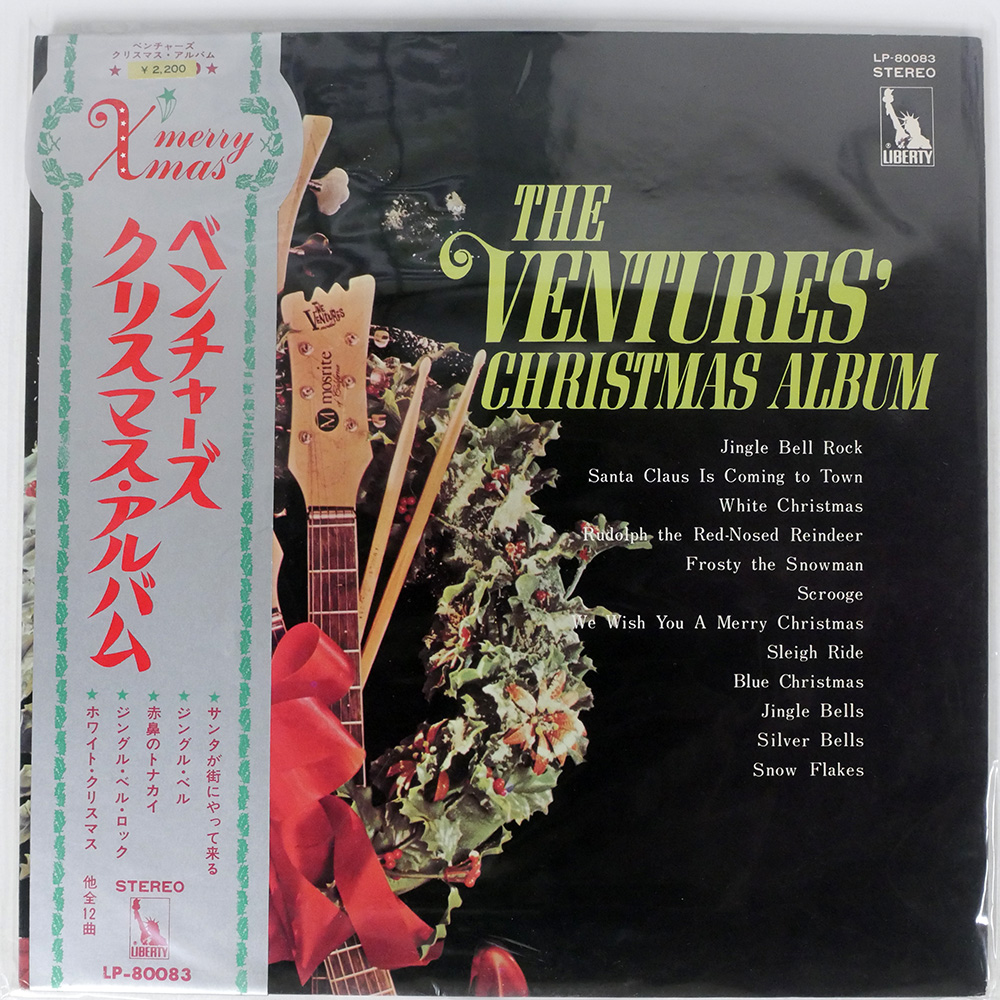 ベンチャーズ
クリスマス・アルバム
¥2,200
merry
Xmas
ベンチャーズ
クリスマス・アルバム
★サンタが街にやって来る
★ジングル・ベル
★赤鼻のトナカイ
★ジングル・ベル・ロック
★ホワイト・クリスマス
他全12曲
STEREO
LIBERTY
LP-80083
LP-80083
STEREO
LIBERTY
THE
VENTURES'
CHRISTMAS ALBUM
Jingle Bell Rock
Santa Claus Is Coming to Town
White Christmas
Rudolph the Red-Nosed Reindeer
Frosty the Snowman
Scrooge
We Wish You A Merry Christmas
Sleigh Ride
Blue Christmas
Jingle Bells
Silver Bells
Snow Flakes
THE
VENTURES
M mosrite
of California